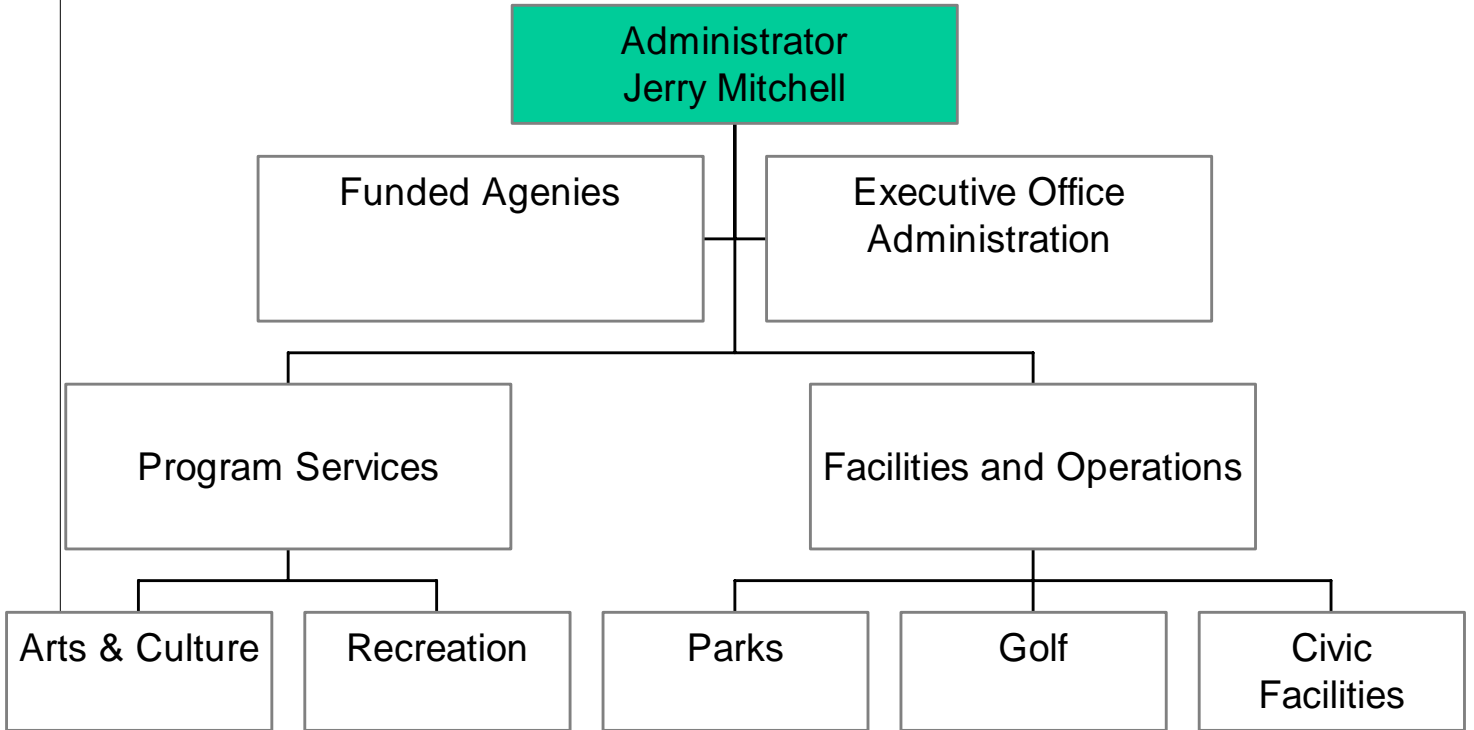 Administrator
Jerry Mitchell
Funded Agenies
Executive Office
Administration
Program Services
Facilities and Operations
Arts & Culture
Recreation
Parks
Golf
Civic
Facilities